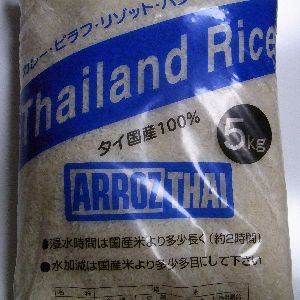 カレー・ピラフ・リゾット・パ
Thailand Rice
タイ国産100%
5kg
ARROZ THAI
●浸水時間は国産米より多少長く(約2時間)
●水加減は国産米より多少多目にして下さい